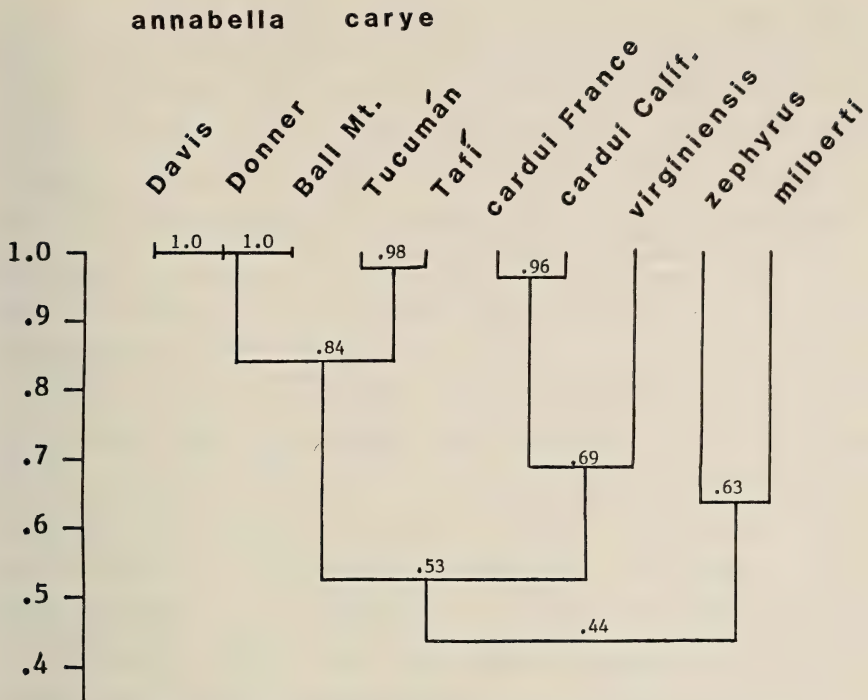 annabella carye
Davis
Donner
Ball Mt.
Tucumán
Tafí
cardui France
cardui Calif.
virginiensis
zephyrus
milberti
1.0
.9
.8
.7
.6
.5
.4
1.0 1.0
.98
.96
.84
.69
.63
.53
.44